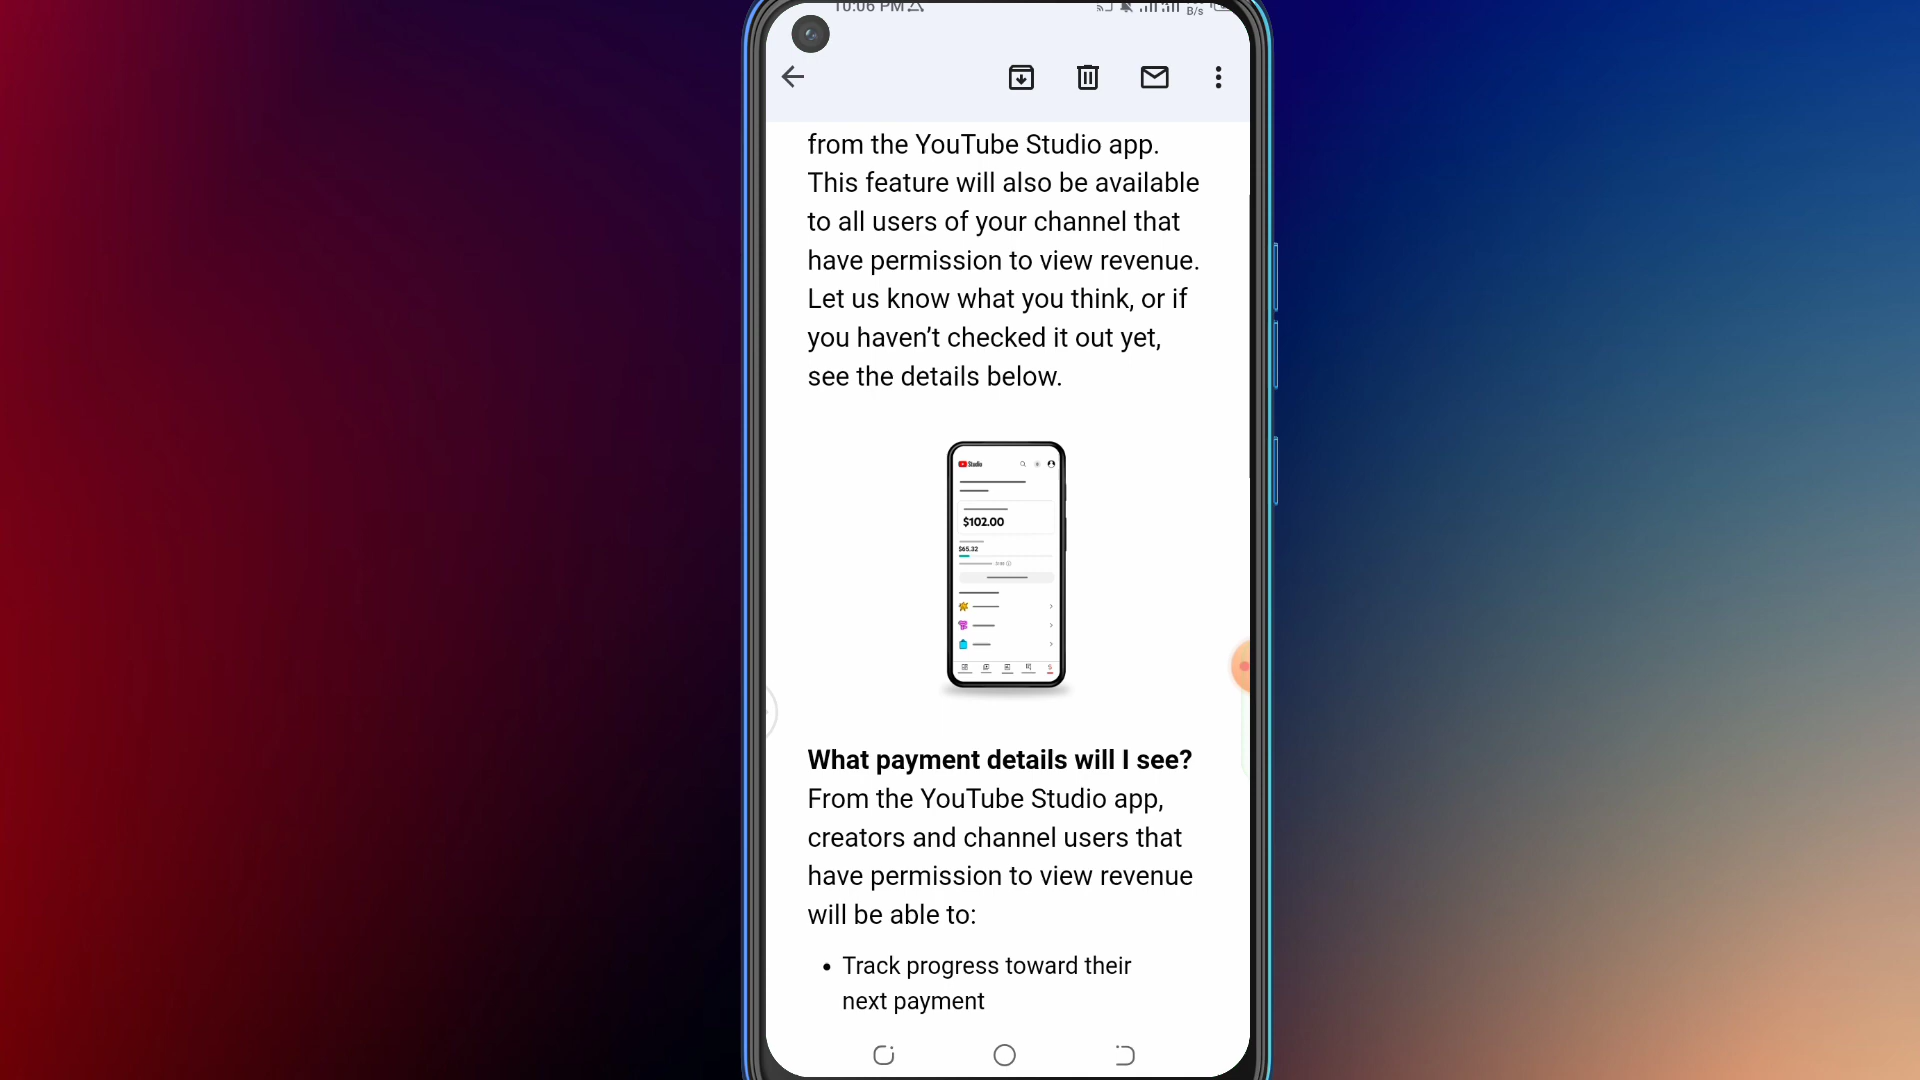 10:06 PM
B/s
from the YouTube Studio app.
This feature will also be available
to all users of your channel that
have permission to view revenue.
Let us know what you think, or if
you haven’t checked it out yet,
see the details below.
Studio
$102.00
$65.32
What payment details will I see?
From the YouTube Studio app,
creators and channel users that
have permission to view revenue
will be able to:
• Track progress toward their
next payment